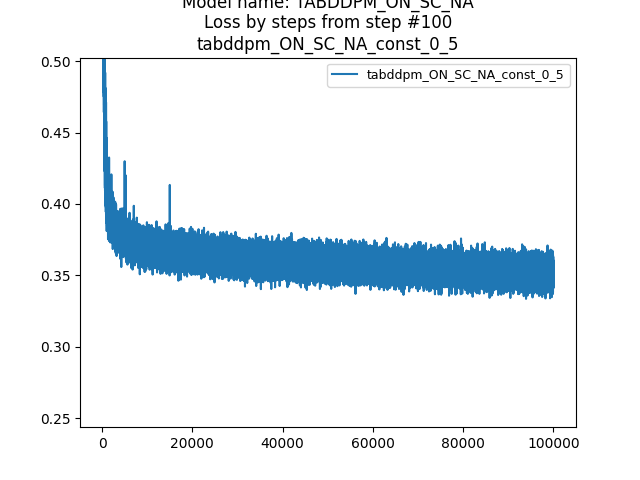 Model name: TABDDPM_ON_SC_NA
Loss by steps from step #100
tabddpm_ON_SC_NA_const_0_5
tabddpm_ON_SC_NA_const_0_5
0.50
0.45
0.40
0.35
0.30
0.25
0 20000 40000 60000 80000 100000